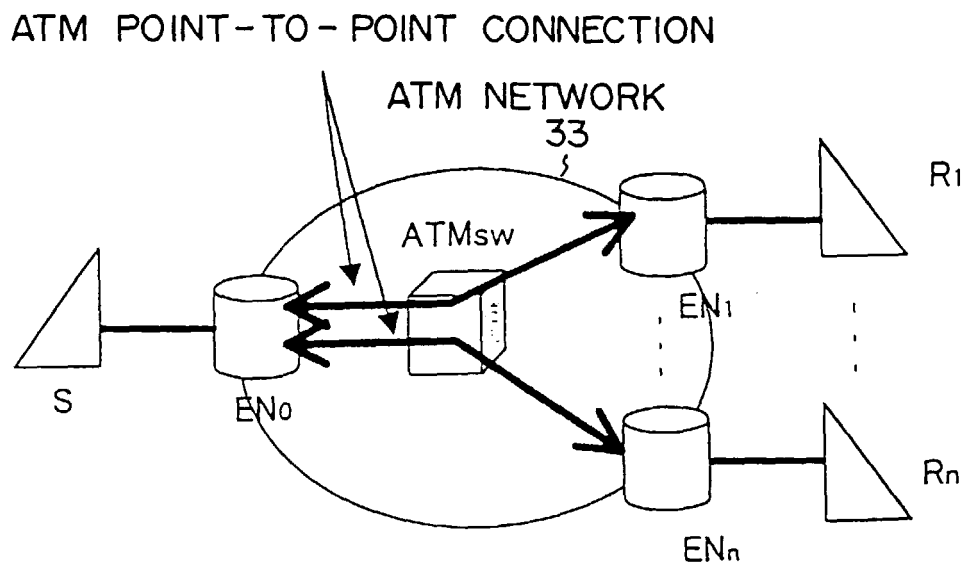 ATM POINT-TO-POINT CONNECTION
ATM NETWORK
33
R1
ATMSW
EN1
S
EN0
Rn
ENn